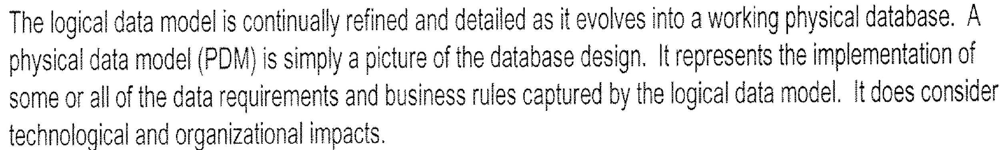 The logical data model is continually refined and detailed as it evolves into a working physical database.  A
physical data model (PDM) is simply a picture of the database design.  It represents the implementation of
some or all of the data requirements and business rules captured by the logical data model.  It does consider
technological and organizational impacts.